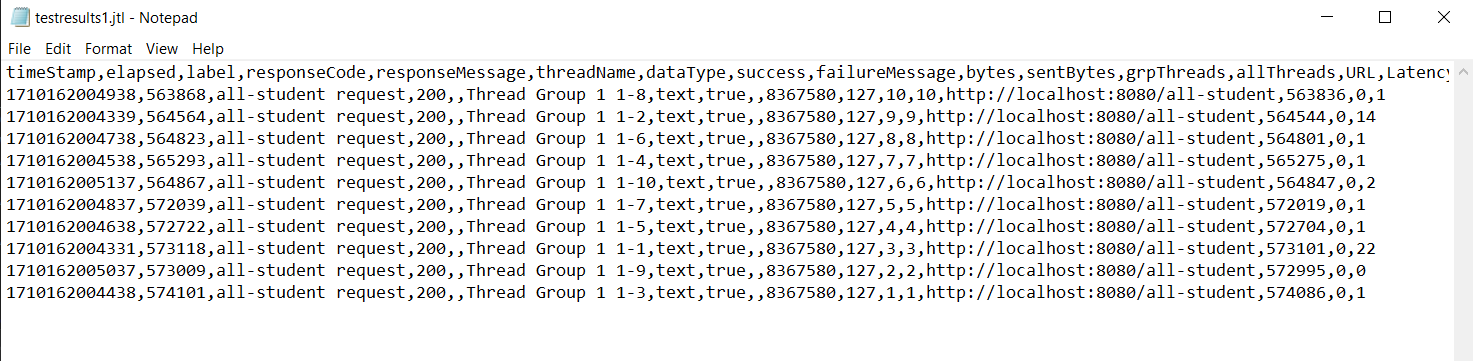 testresults1.jtl - Notepad
File Edit Format View Help
timeStamp,elapsed,label,responseCode,responseMessage,threadName,dataType,success,failureMessage,bytes,sentBytes,grpThreads,allThreads,URL,Latency
1710162004938,563868,all-student request,200,,Thread Group 1 1-8,text,true,,8367580,127,10,10,http://localhost:8080/all-student,563836,0,1
1710162004339,564564,all-student request,200,,Thread Group 1 1-2,text,true,,8367580,127,9,9,http://localhost:8080/all-student,564544,0,14
1710162004738,564823,all-student request,200,,Thread Group 1 1-6,text,true,,8367580,127,8,8,http://localhost:8080/all-student,564801,0,1
1710162004538,565293,all-student request,200,,Thread Group 1 1-4,text,true,,8367580,127,7,7,http://localhost:8080/all-student,565275,0,1
1710162005137,564867,all-student request,200,,Thread Group 1 1-10,text,true,,8367580,127,6,6,http://localhost:8080/all-student,564847,0,2
1710162004837,572039,all-student request,200,,Thread Group 1 1-7,text,true,,8367580,127,5,5,http://localhost:8080/all-student,572019,0,1
1710162004638,572722,all-student request,200,,Thread Group 1 1-5,text,true,,8367580,127,4,4,http://localhost:8080/all-student,572704,0,1
1710162004331,573118,all-student request,200,,Thread Group 1 1-1,text,true,,8367580,127,3,3,http://localhost:8080/all-student,573101,0,22
1710162005037,573009,all-student request,200,,Thread Group 1 1-9,text,true,,8367580,127,2,2,http://localhost:8080/all-student,572995,0,0
1710162004438,574101,all-student request,200,,Thread Group 1 1-3,text,true,,8367580,127,1,1,http://localhost:8080/all-student,574086,0,1